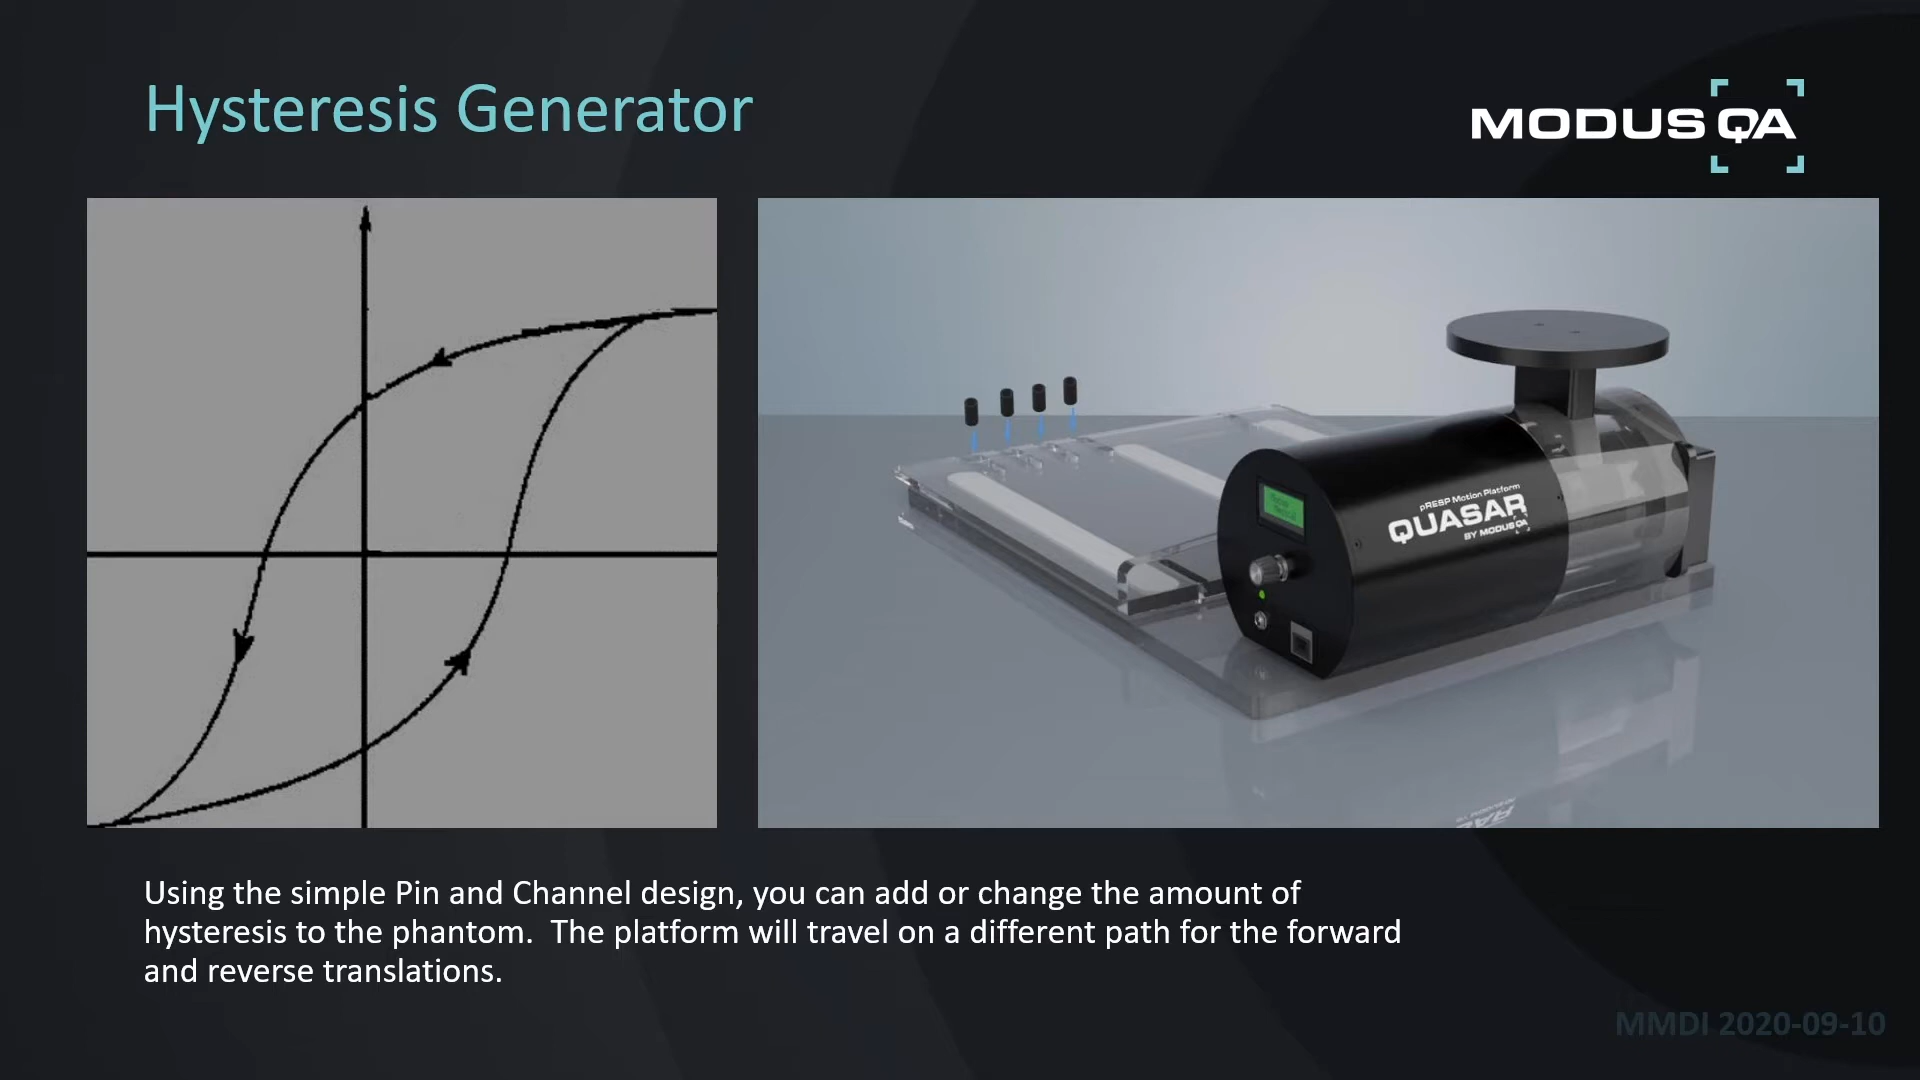 Hysteresis Generator
MODUS QA
pRESP Motion Platform
QUASAR
BY MODUS QA
Using the simple Pin and Channel design, you can add or change the amount of
hysteresis to the phantom.  The platform will travel on a different path for the forward
and reverse translations.
MMDI 2020-09-10